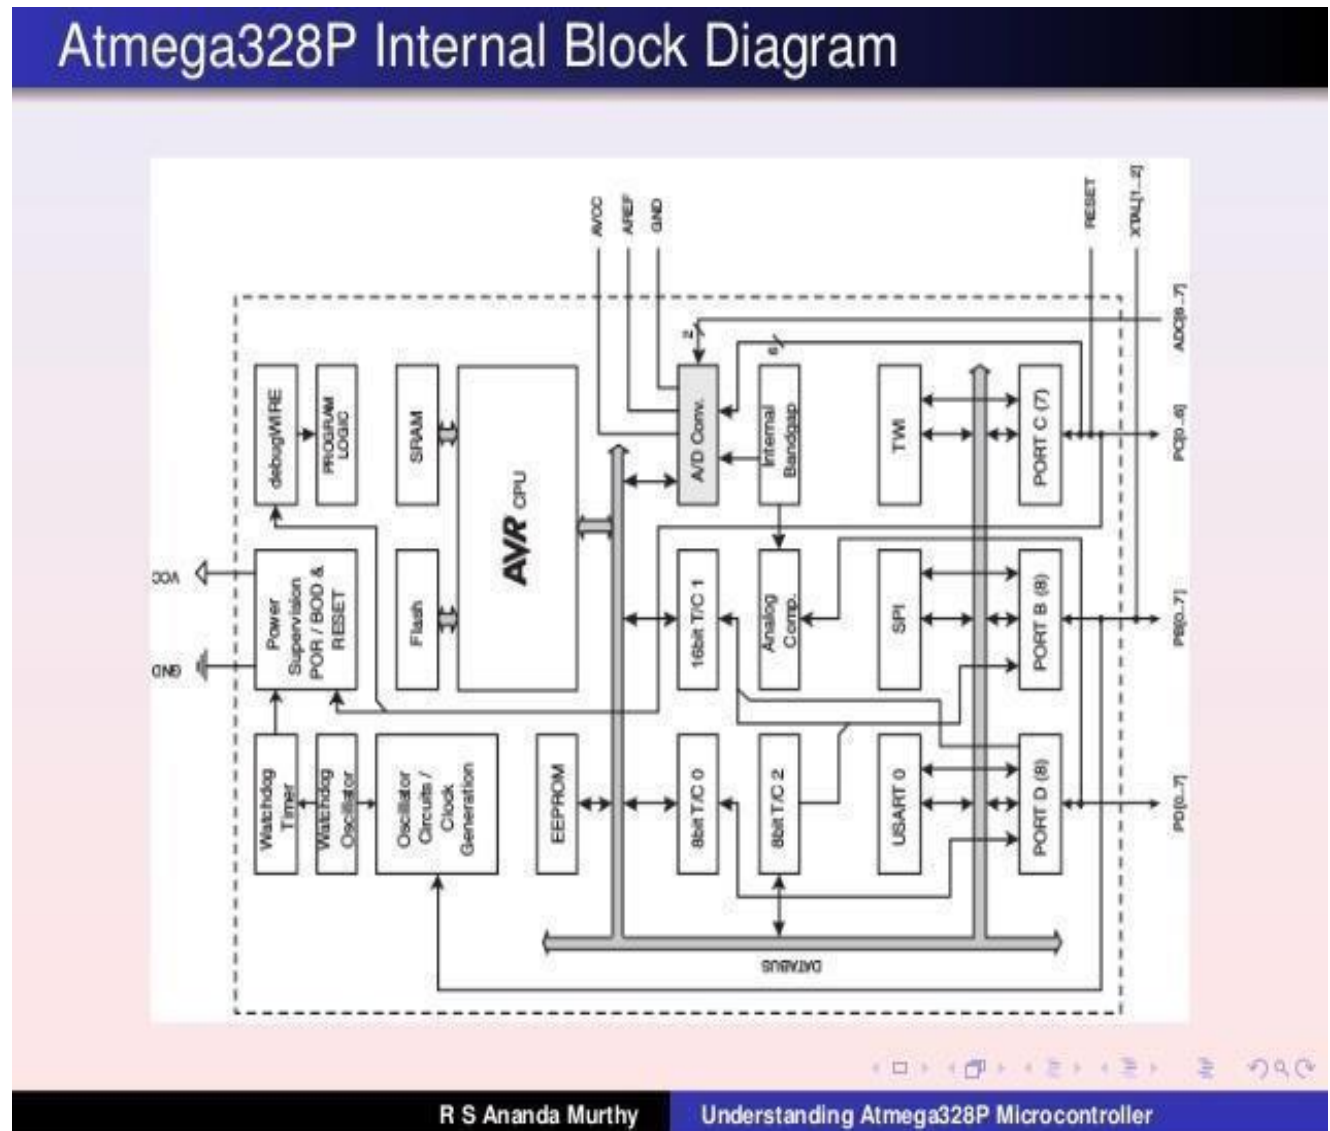 Atmega328P Internal Block Diagram
AVCC
AREF
GND
RESET
XTAL[1..2]
ADC[6..7]
2
6
debugWIRE
PROGRAM
LOGIC
SRAM
AVR CPU
A/D Conv.
Internal
Bandgap
TWI
PORT C (7)
PC[0..6]
VCC
GND
Power
Supervision
POR / BOD &
RESET
Flash
16bit T/C 1
Analog
Comp.
SPI
PORT B (8)
PB[0..7]
Watchdog
Timer
Watchdog
Oscillator
Oscillator
Circuits /
Clock
Generation
EEPROM
8bit T/C 0
8bit T/C 2
USART 0
PORT D (8)
PD[0..7]
DATABUS
R S Ananda Murthy
Understanding Atmega328P Microcontroller